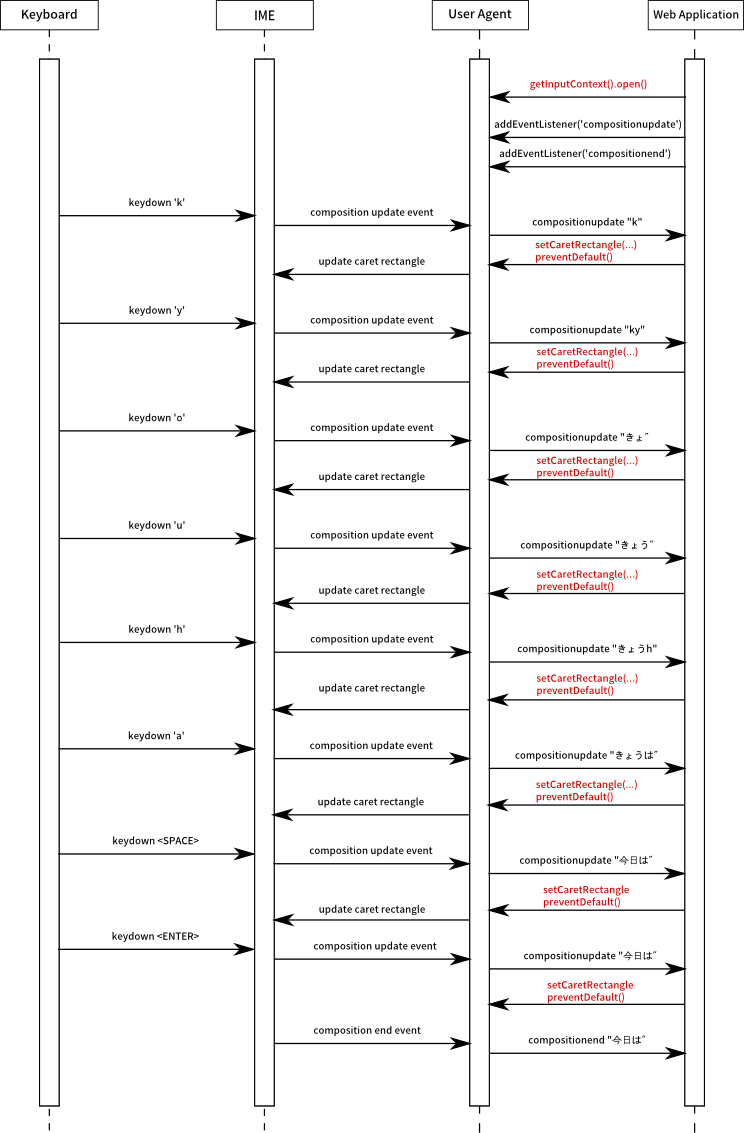 Keyboard
IME
User Agent
Web Application
getInputContext().open()
addEventListener('compositionupdate')
addEventListener('compositionend')
keydown 'k'
composition update event
compositionupdate "k"
setCaretRectangle(...)
preventDefault()
update caret rectangle
keydown 'y'
composition update event
compositionupdate "ky"
setCaretRectangle(...)
preventDefault()
update caret rectangle
keydown 'o'
composition update event
compositionupdate "きょ"
setCaretRectangle(...)
preventDefault()
update caret rectangle
keydown 'u'
composition update event
compositionupdate "きょう"
setCaretRectangle(...)
preventDefault()
update caret rectangle
keydown 'h'
composition update event
compositionupdate "きょうh"
setCaretRectangle(...)
preventDefault()
update caret rectangle
keydown 'a'
composition update event
compositionupdate "きょうは"
setCaretRectangle(...)
preventDefault()
update caret rectangle
keydown <SPACE>
composition update event
compositionupdate "今日は"
setCaretRectangle
preventDefault()
update caret rectangle
keydown <ENTER>
composition update event
compositionupdate "今日は"
setCaretRectangle
preventDefault()
composition end event
compositionend "今日は"